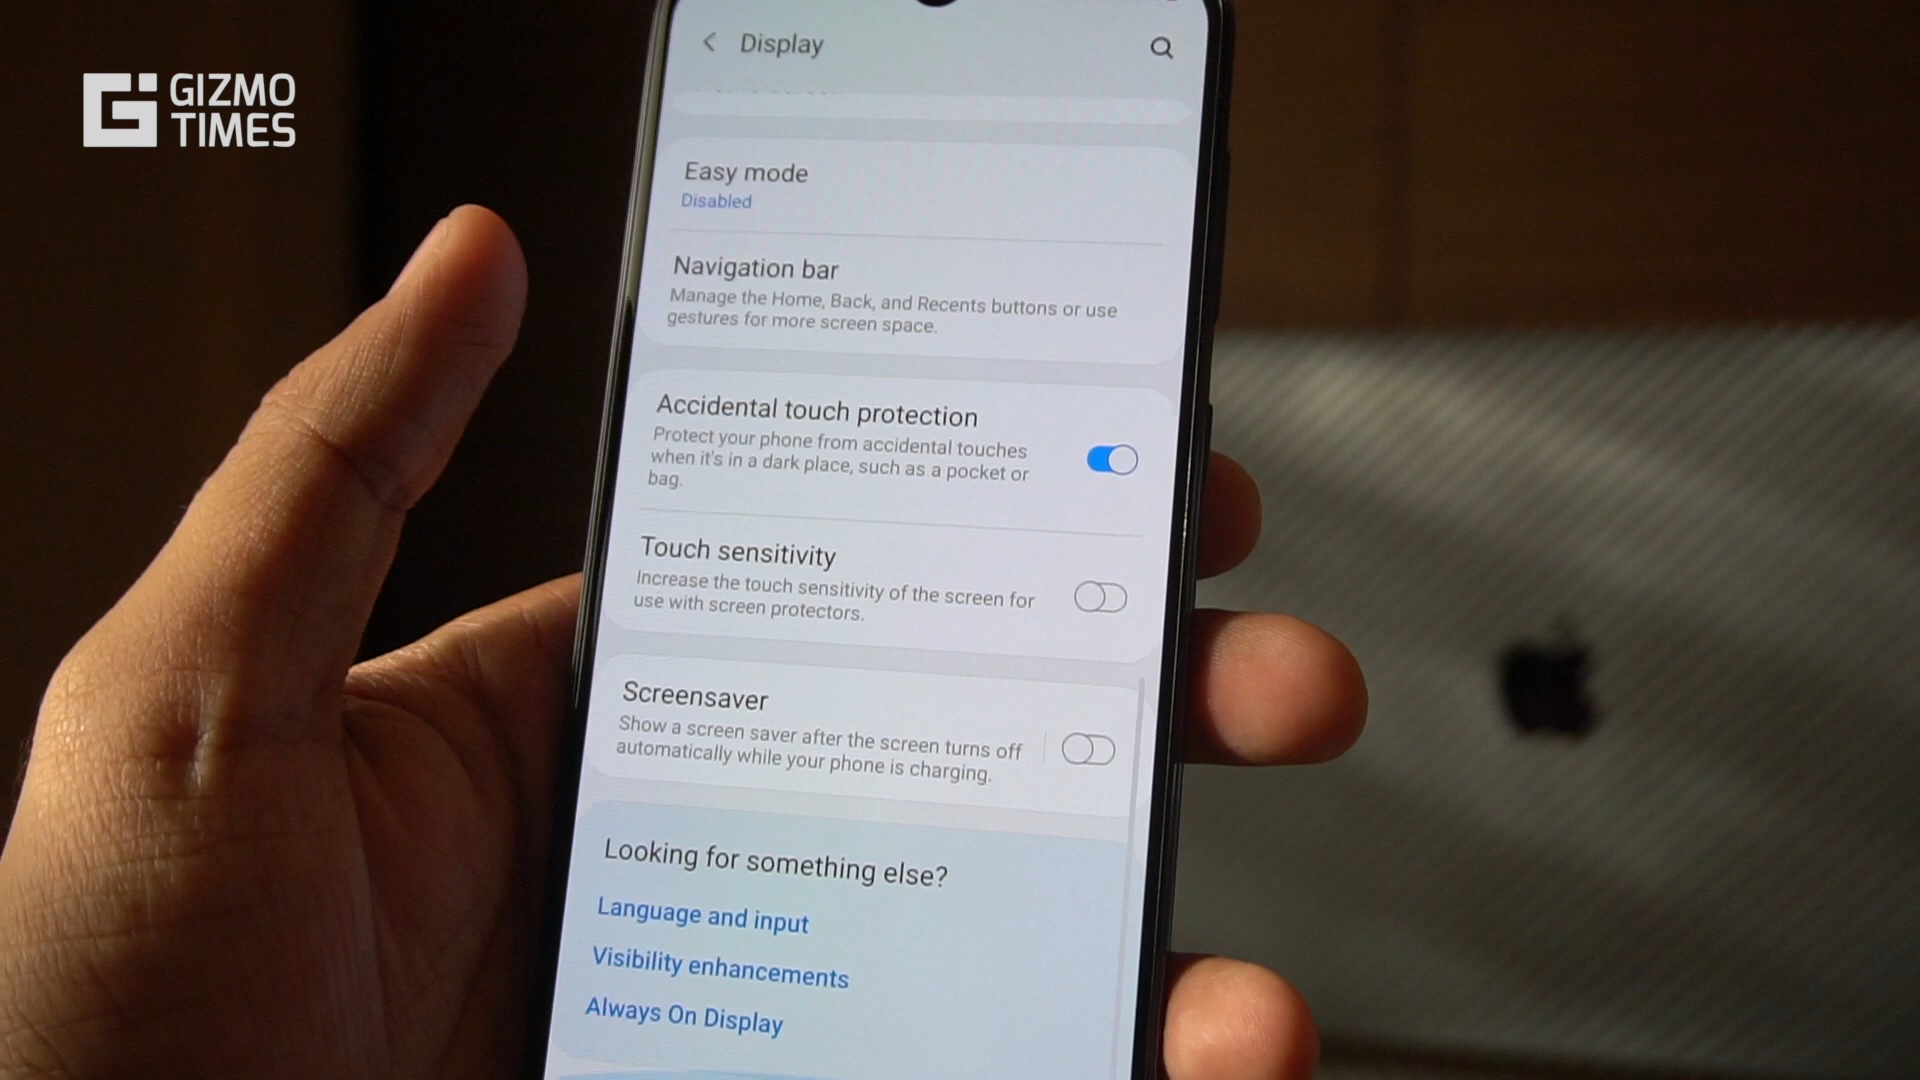 GIZMO
TIMES
Display
Easy mode
Disabled
Navigation bar
Manage the Home, Back, and Recents buttons or use
gestures for more screen space.
Accidental touch protection
Protect your phone from accidental touches
when it's in a dark place, such as a pocket or
bag.
Touch sensitivity
Increase the touch sensitivity of the screen for
use with screen protectors.
Screensaver
Show a screen saver after the screen turns off
automatically while your phone is charging.
Looking for something else?
Language and input
Visibility enhancements
Always On Display